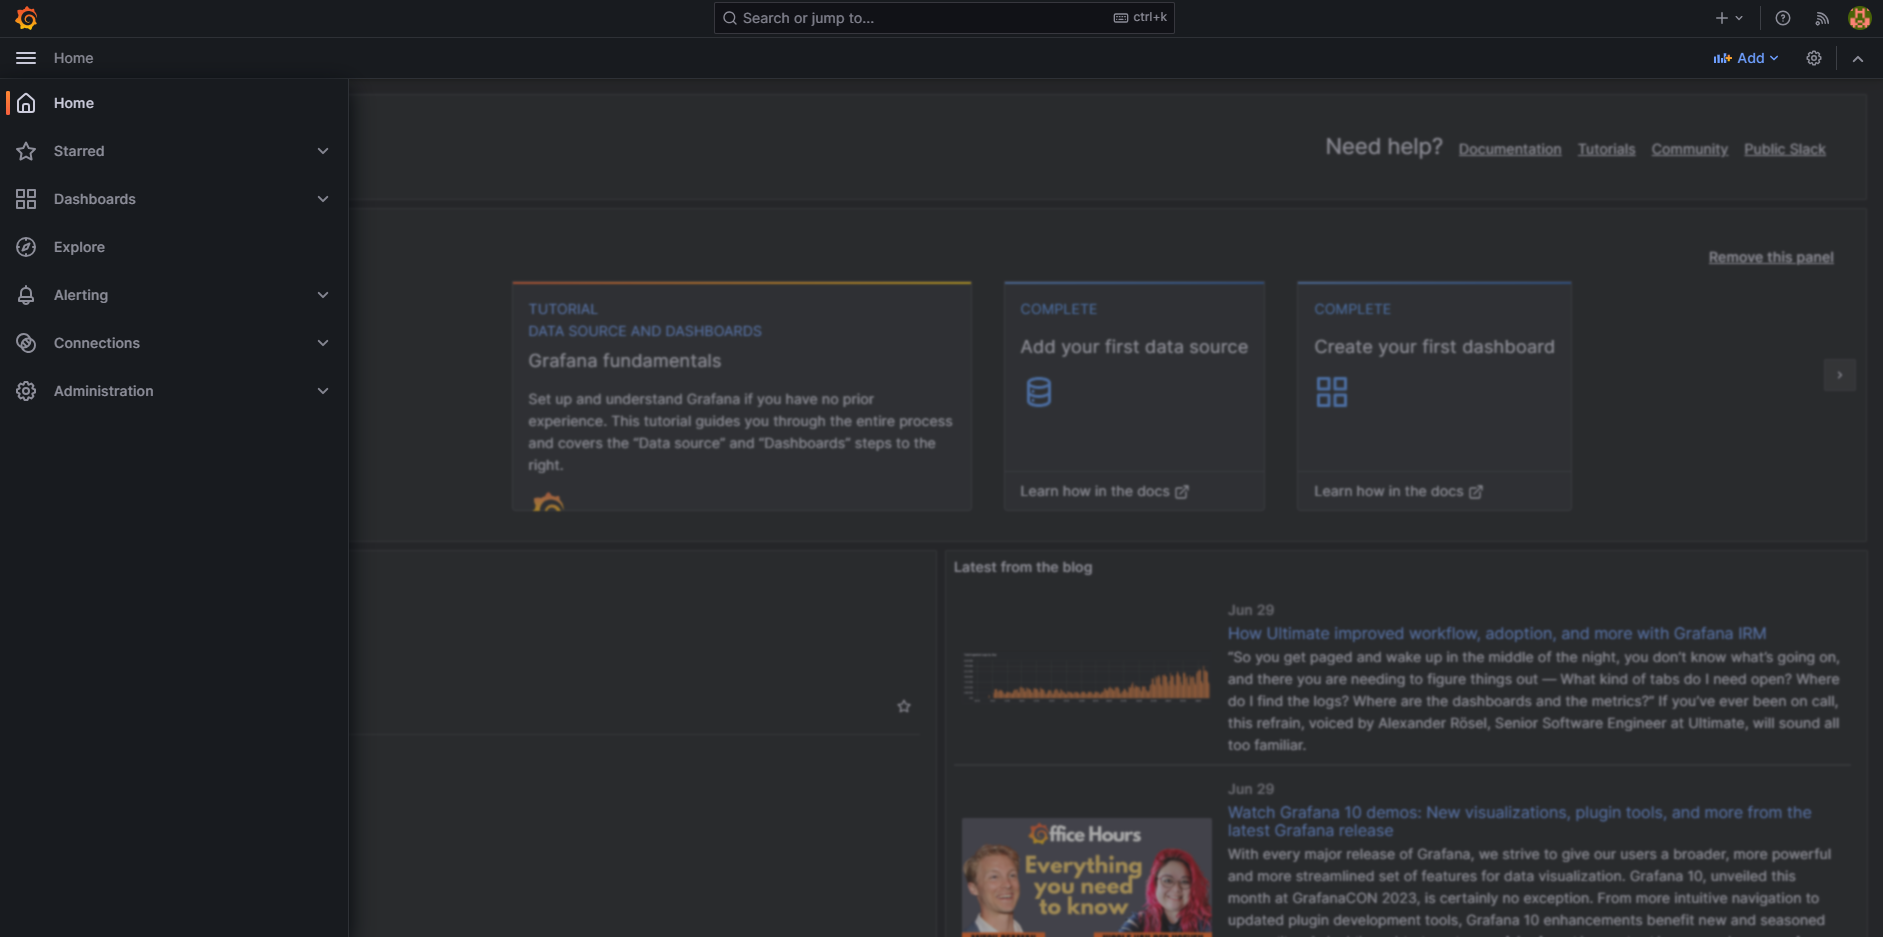 Search or jump to...
ctrl+k
Home
Add
Home
Starred
Dashboards
Explore
Alerting
Connections
Administration
Need help?
Documentation
Tutorials
Community
Public Slack
Remove this panel
TUTORIAL
DATA SOURCE AND DASHBOARDS
Grafana fundamentals
Set up and understand Grafana if you have no prior
experience. This tutorial guides you through the entire process
and covers the "Data source" and "Dashboards" steps to the
right.
COMPLETE
Add your first data source
Learn how in the docs
COMPLETE
Create your first dashboard
Learn how in the docs
Latest from the blog
Jun 29
How Ultimate improved workflow, adoption, and more with Grafana IRM
"So you get paged and wake up in the middle of the night, you don't know what's going on,
and there you are needing to figure things out — What kind of tabs do I need open? Where
do I find the logs? Where are the dashboards and the metrics?" If you've ever been on call,
this refrain, voiced by Alexander Rösel, Senior Software Engineer at Ultimate, will sound all
too familiar.
Jun 29
Watch Grafana 10 demos: New visualizations, plugin tools, and more from the
latest Grafana release
With every major release of Grafana, we strive to give our users a broader, more powerful
and more streamlined set of features for data visualization. Grafana 10, unveiled this
month at GrafanaCON 2023, is certainly no exception. From more intuitive navigation to
updated plugin development tools, Grafana 10 enhancements benefit new and seasoned
Office Hours
Everything
you need
to know